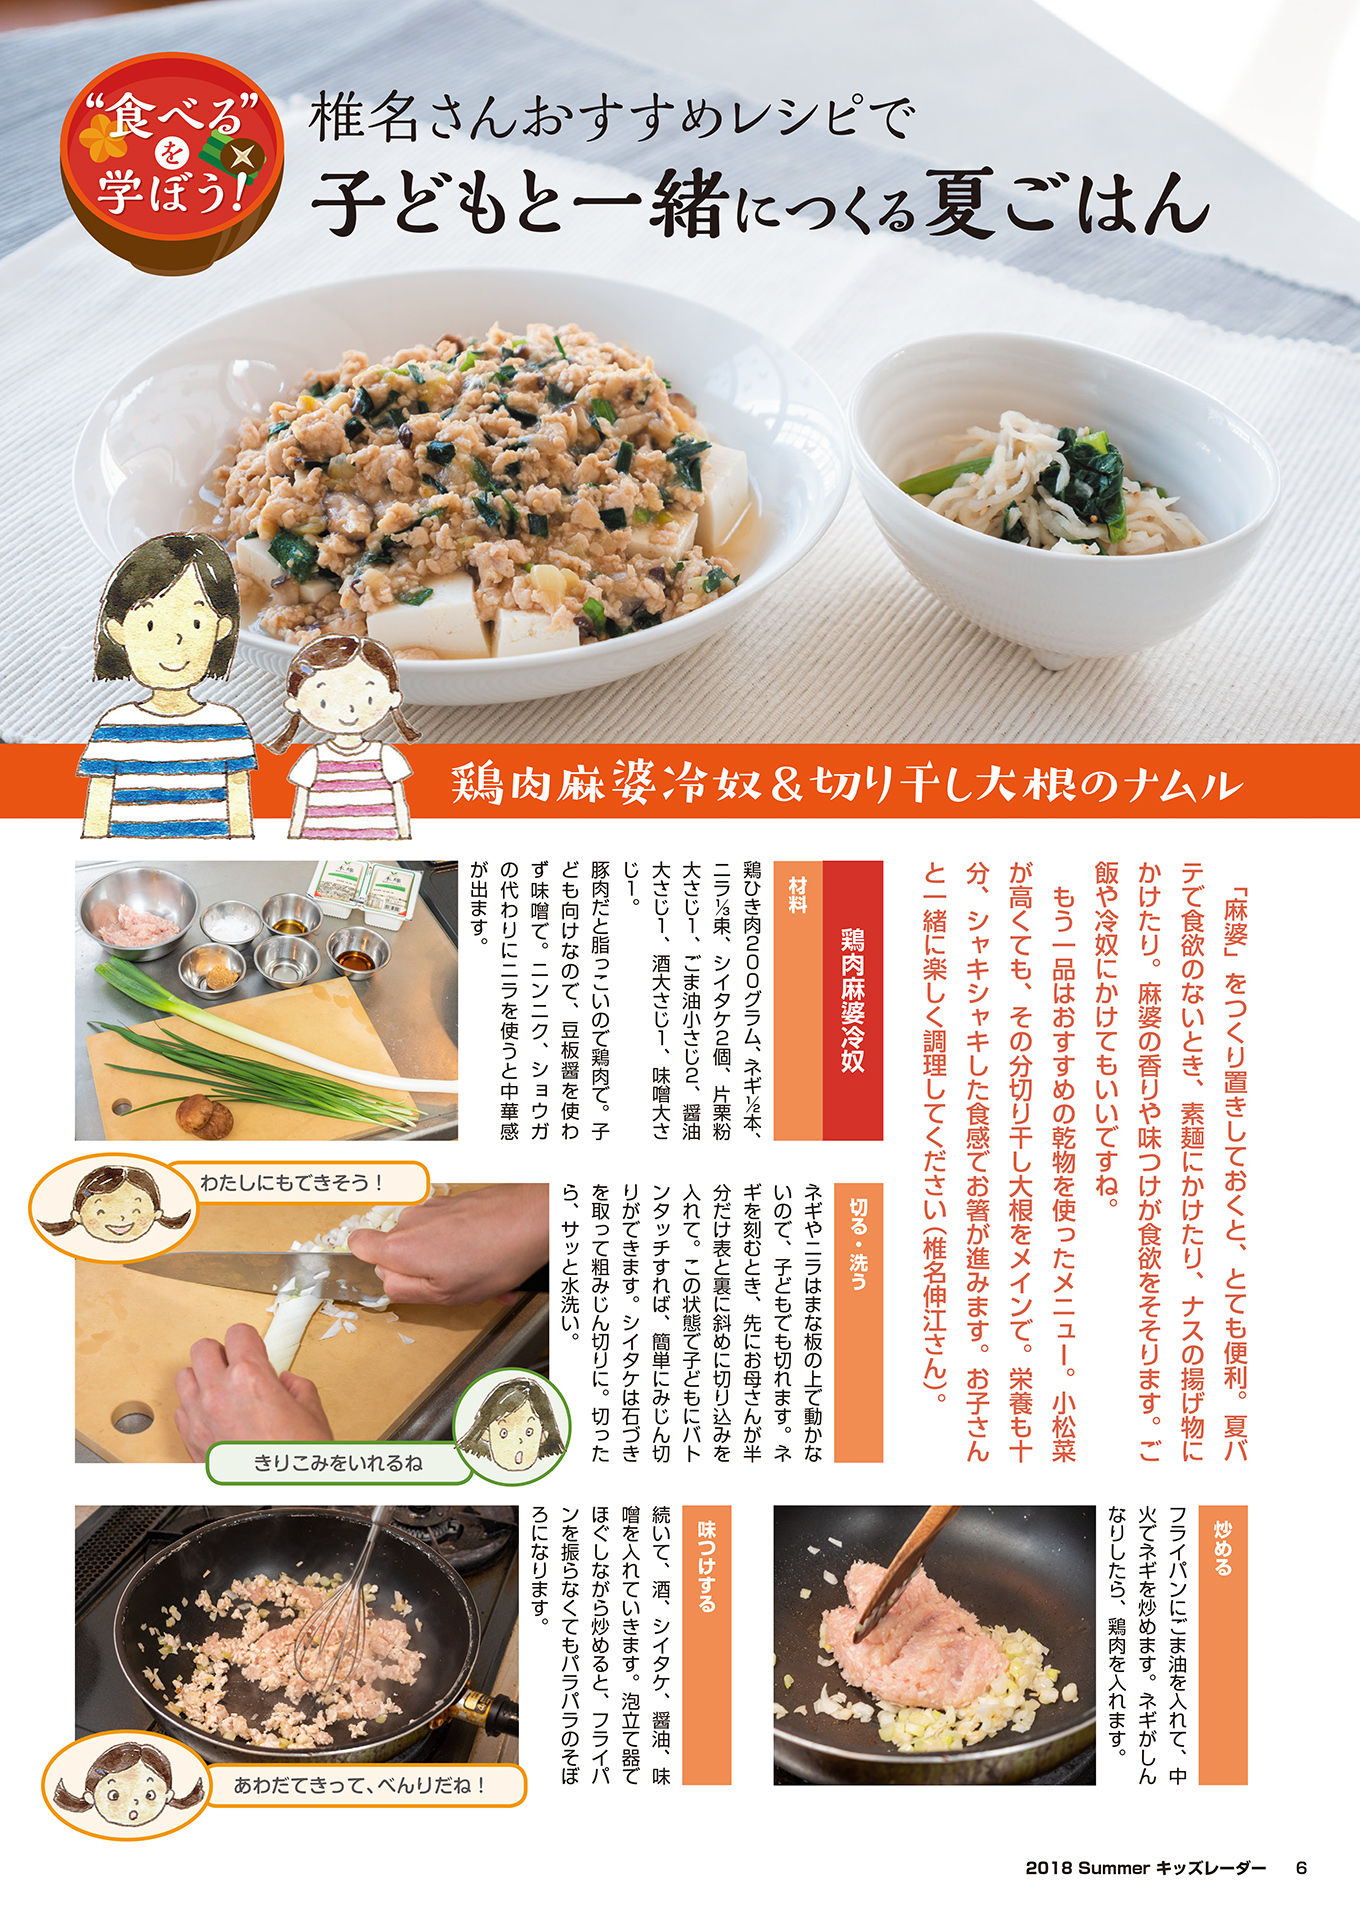 “食べる”
を
学ぼう!
椎名さんおすすめレシピで
子どもと一緒につくる夏ごはん
鶏肉麻婆冷奴&切り干し大根のナムル
「麻婆」をつくり置きしておくと、とても便利。夏バ
テで食欲のないとき、素麺にかけたり、ナスの揚げ物に
かけたり。麻婆の香りや味つけが食欲をそそります。ご
飯や冷奴にかけてもいいですね。
もう一品はおすすめの乾物を使ったメニュー。小松菜
が高くても、その分切り干し大根をメインで。栄養も十
分、シャキシャキした食感でお箸が進みます。お子さん
と一緒に楽しく調理してください(椎名伸江さん)。
鶏肉麻婆冷奴
材料
鶏ひき肉200グラム、ネギ½本、
ニラ⅓束、シイタケ2個、片栗粉
大さじ1、ごま油小さじ2、醤油
大さじ1、酒大さじ1、味噌大さ
じ1。
豚肉だと脂っこいので鶏肉で。子
ども向けなので、豆板醤を使わ
ず味噌で。ニンニク、ショウガ
の代わりにニラを使うと中華感
が出ます。
切る・洗う
ネギやニラはまな板の上で動かな
いので、子どもでも切れます。ネ
ギを刻むとき、先にお母さんが半
分だけ表と裏に斜めに切り込みを
入れて。この状態で子どもにバト
ンタッチすれば、簡単にみじん切
りができます。シイタケは石づき
を取って粗みじん切りに。切った
ら、サッと水洗い。
わたしにもできそう!
きりこみをいれるね
炒める
フライパンにごま油を入れて、中
火でネギを炒めます。ネギがしん
なりしたら、鶏肉を入れます。
味つけする
続いて、酒、シイタケ、醤油、味
噌を入れていきます。泡立て器で
ほぐしながら炒めると、フライパ
ンを振らなくてもパラパラのそぼ
ろになります。
あわだてきって、べんりだね!
2018 Summer キッズレーダー 6